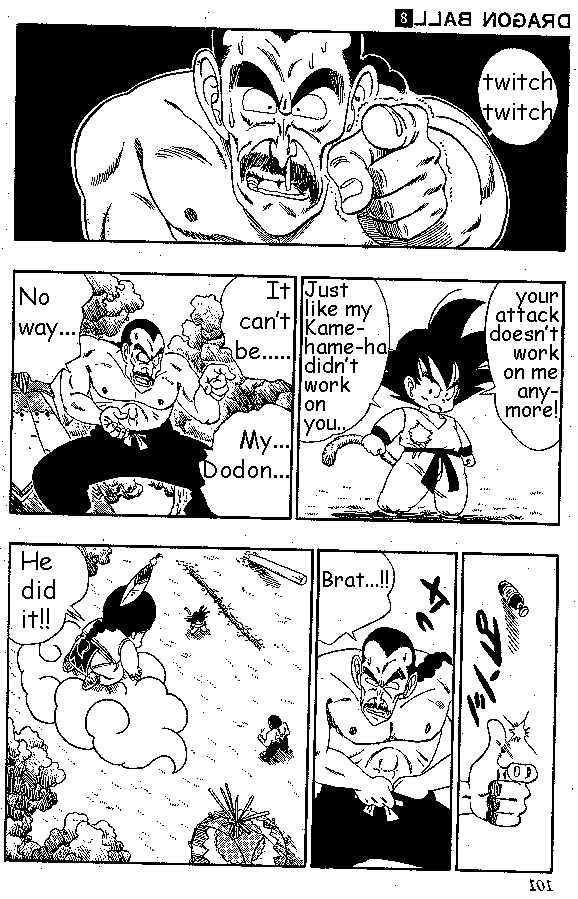 DRAGON BALL 8
twitch
twitch
No
way...
It
can't
be.....
My...
Dodon...
Just
like my
Kame-
hame-ha
didn't
work
on
you..
your
attack
doesn't
work
on me
any-
more!
He
did
it!!
Brat...!!
101